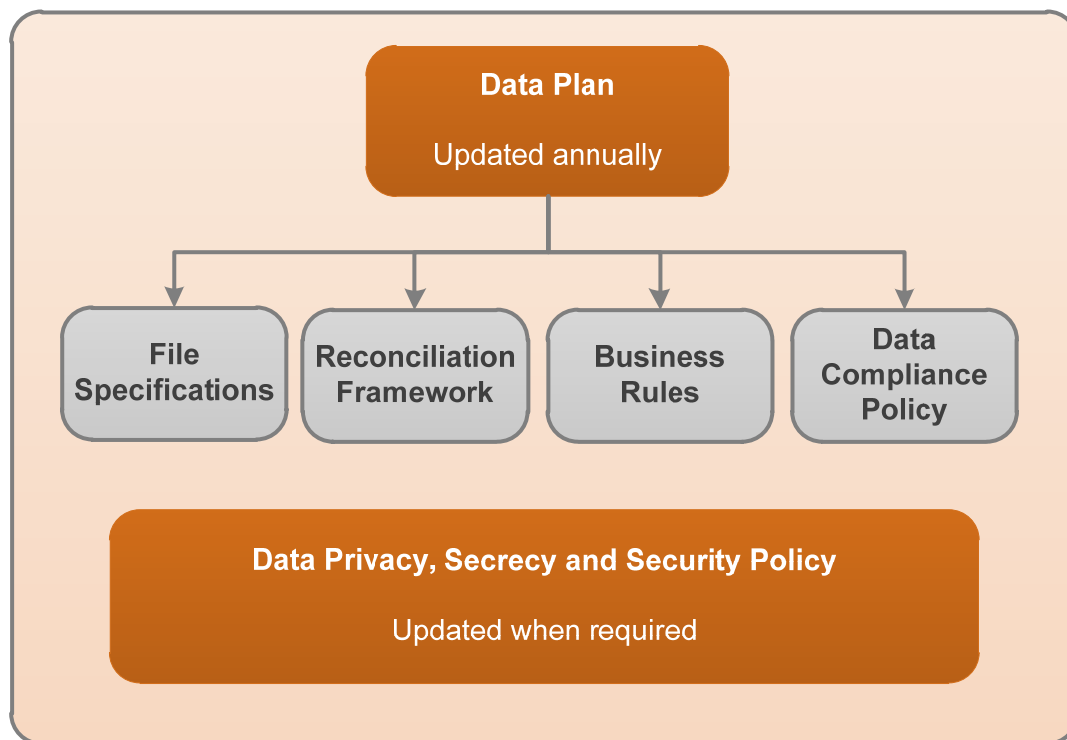 Data Plan
Updated annually
File
Specifications
Reconciliation
Framework
Business
Rules
Data
Compliance
Policy
Data Privacy, Secrecy and Security Policy
Updated when required